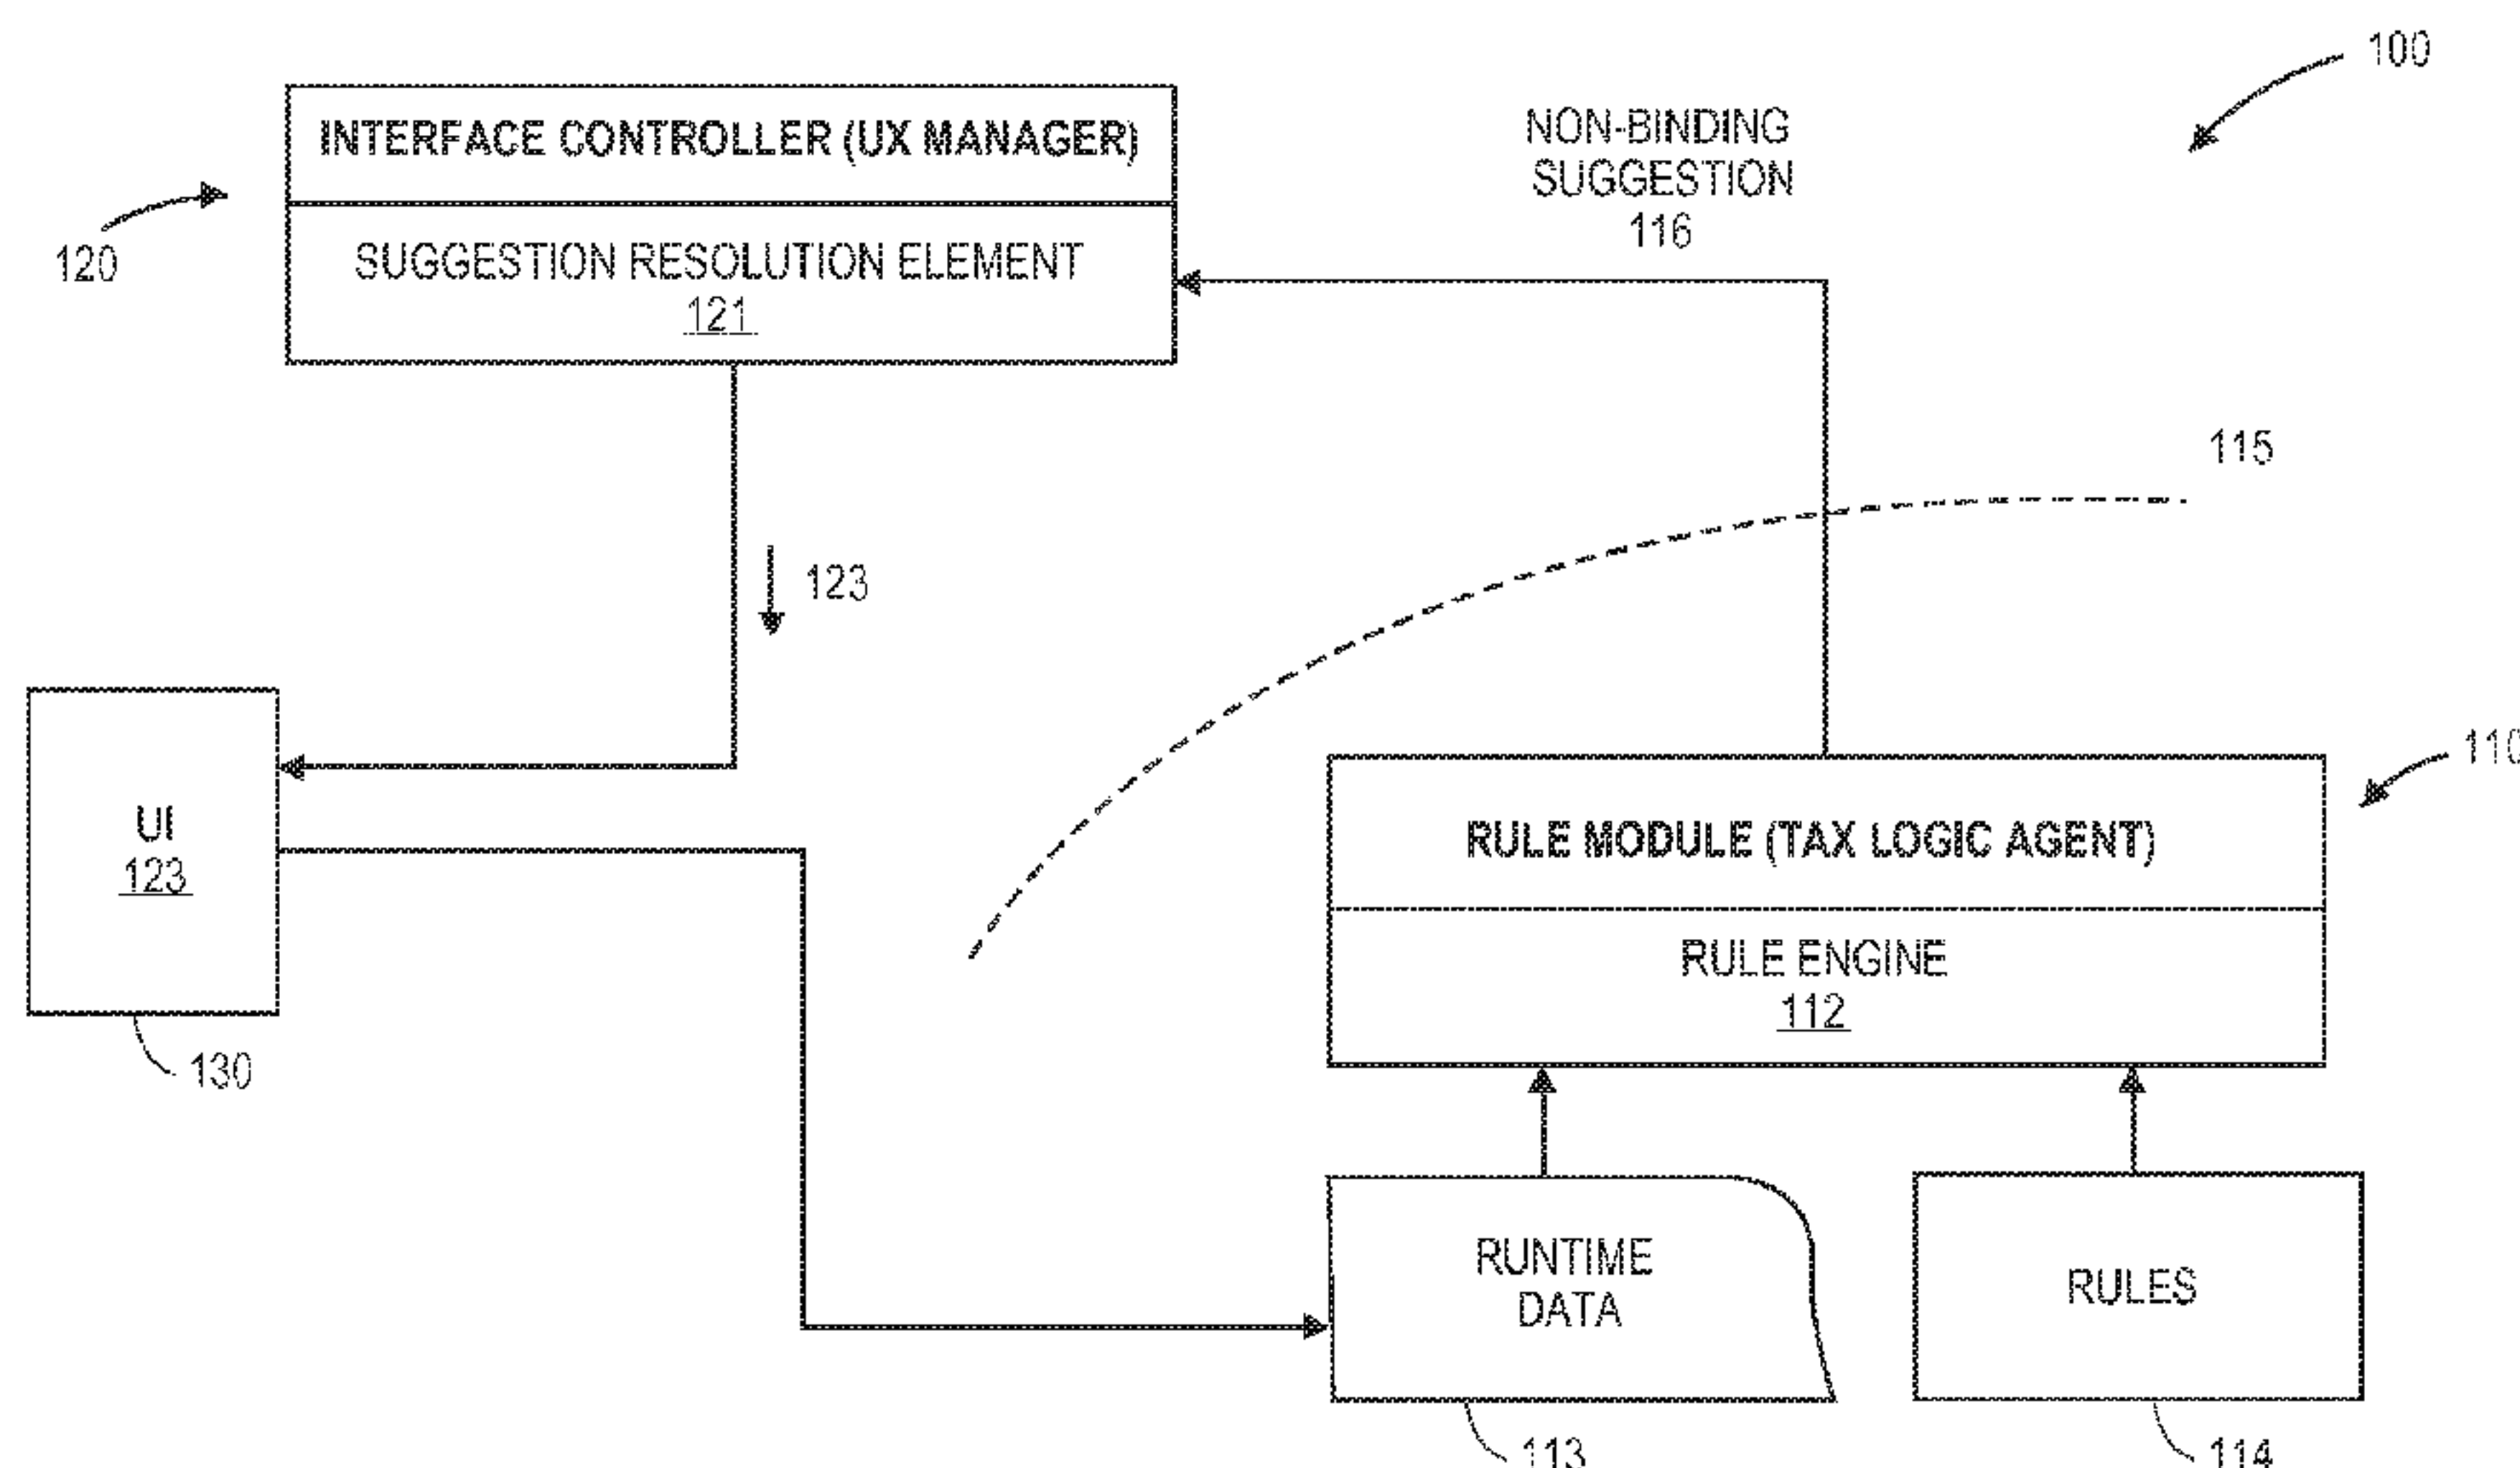 100
INTERFACE CONTROLLER (UX MANAGER)
NON-BINDING
SUGGESTION
116
120
SUGGESTION RESOLUTION ELEMENT
121
115
123
110
UI
123
RULE MODULE (TAX LOGIC AGENT)
RULE ENGINE
112
130
RUNTIME
DATA
RULES
113
114